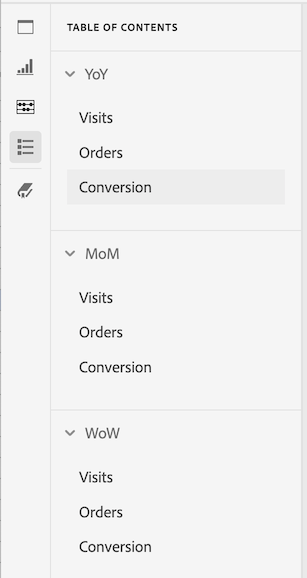 TABLE OF CONTENTS
YoY
Visits
Orders
Conversion
MoM
Visits
Orders
Conversion
WoW
Visits
Orders
Conversion